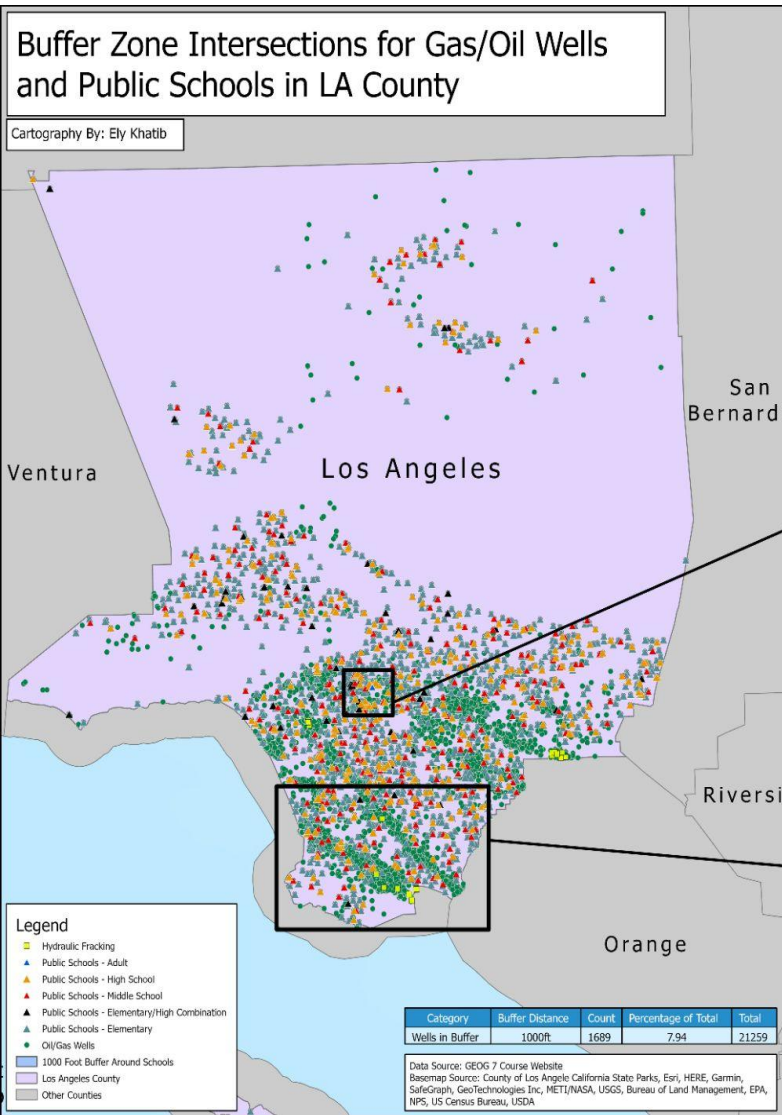 Buffer Zone Intersections for Gas/Oil Wells
and Public Schools in LA County
Cartography By: Ely Khatib
San
Bernard
Ventura
Los Angeles
Riversi
Orange
Legend
Hydraulic Fracking
Public Schools - Adult
Public Schools - High School
Public Schools - Middle School
Public Schools - Elementary/High Combination
Public Schools - Elementary
Oil/Gas Wells
1000 Foot Buffer Around Schools
Los Angeles County
Other Counties
Category Buffer Distance Count Percentage of Total Total
Wells in Buffer 1000ft 1689 7.94 21259
Data Source: GEOG 7 Course Website
Basemap Source: County of Los Angele California State Parks, Esri, HERE, Garmin,
SafeGraph, GeoTechnologies Inc, METI/NASA, USGS, Bureau of Land Management, EPA,
NPS, US Census Bureau, USDA